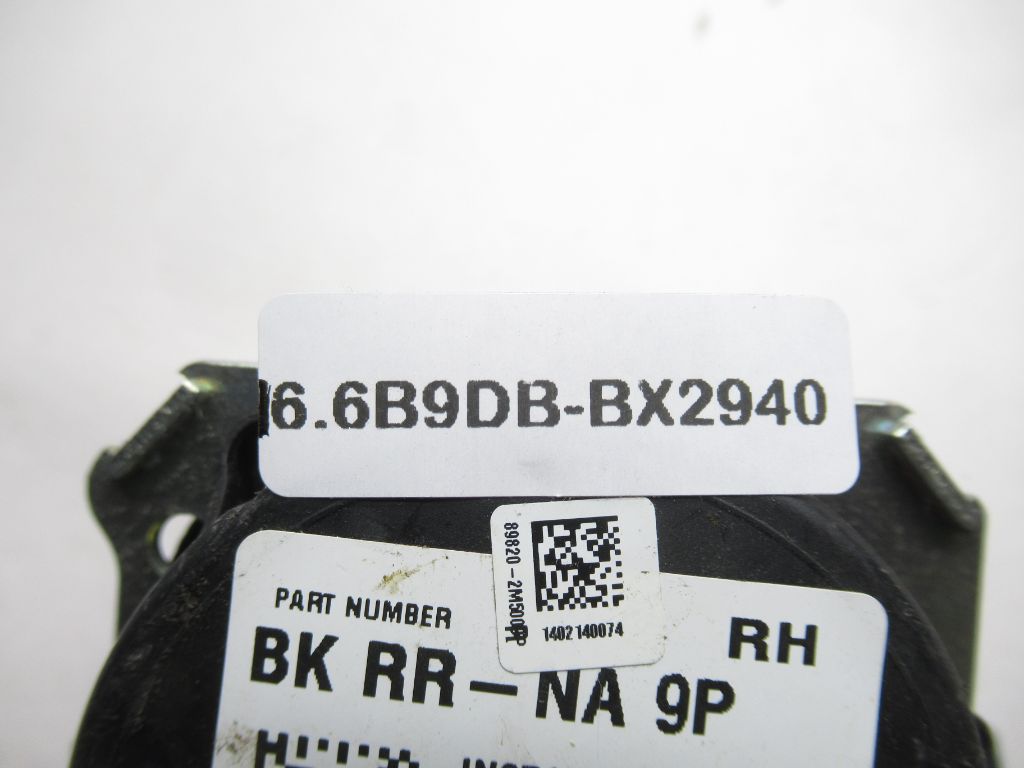 6.6B9DB-BX2940
89820-2M500
1402140074
PART NUMBER
RH
BK RR-NA 9P